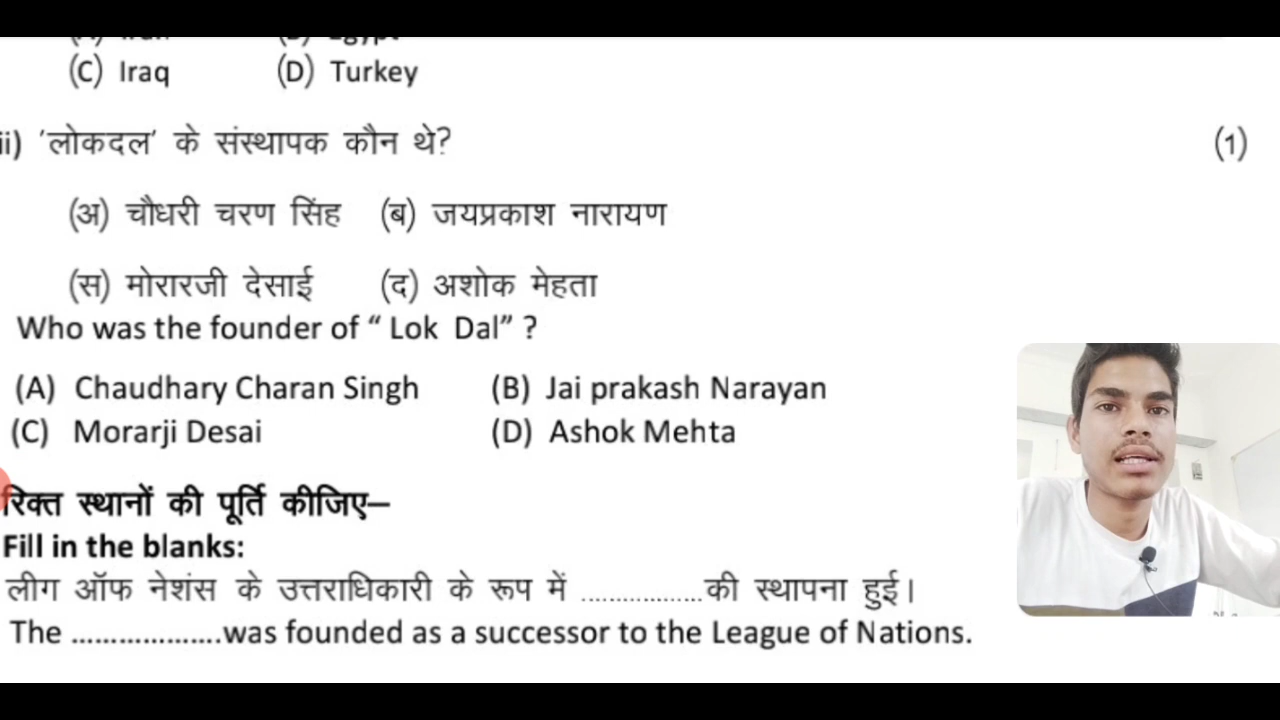 (C) Iraq (D) Turkey
ii) 'लोकदल' के संस्थापक कौन थे? (1)
(अ) चौधरी चरण सिंह (ब) जयप्रकाश नारायण
(स) मोरारजी देसाई (द) अशोक मेहता
Who was the founder of “ Lok Dal” ?
(A) Chaudhary Charan Singh (B) Jai prakash Narayan
(C) Morarji Desai (D) Ashok Mehta
रिक्त स्थानों की पूर्ति कीजिए—
Fill in the blanks:
लीग ऑफ नेशंस के उत्तराधिकारी के रूप में ..................की स्थापना हुई।
The ...................was founded as a successor to the League of Nations.